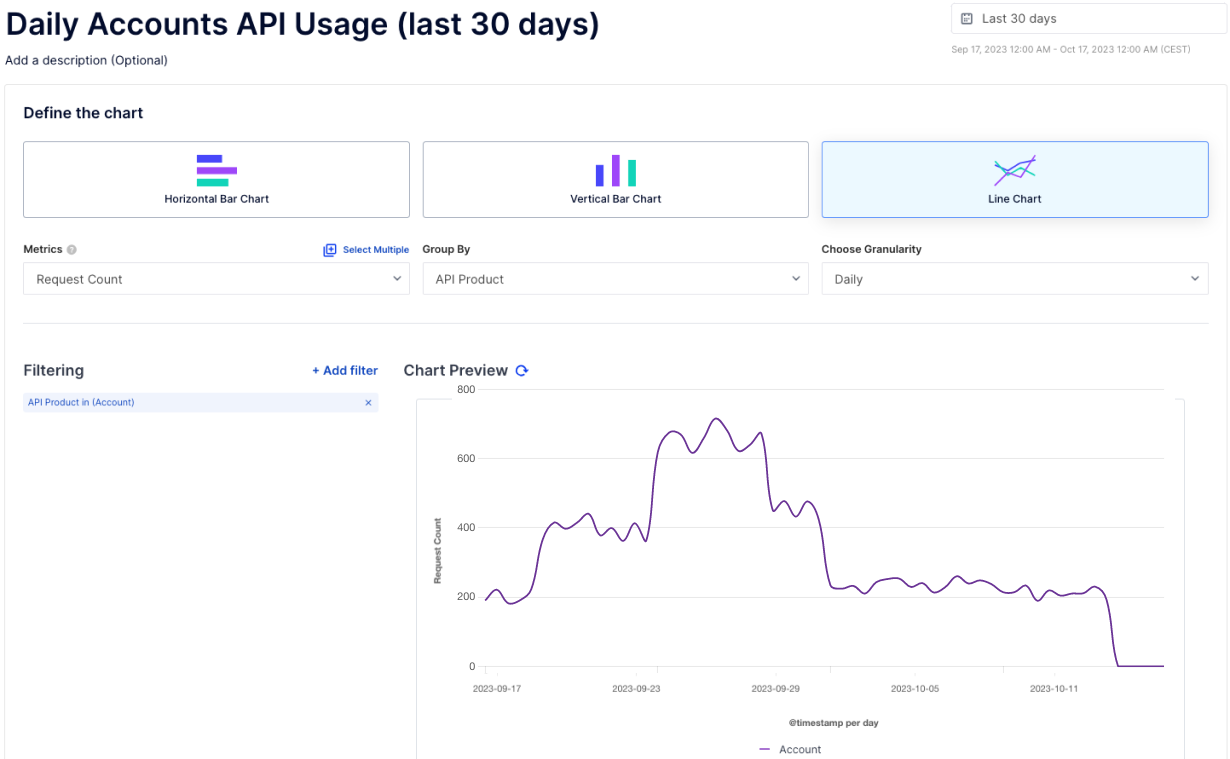 Daily Accounts API Usage (last 30 days)
Last 30 days
Sep 17, 2023 12:00 AM - Oct 17, 2023 12:00 AM (CEST)
Add a description (Optional)
Define the chart
Horizontal Bar Chart
Vertical Bar Chart
Line Chart
Metrics ?
Select Multiple
Group By
Choose Granularity
Request Count
API Product
Daily
Filtering
+ Add filter
API Product in (Account) ×
Chart Preview
800
600
400
200
0
Request Count
2023-09-17
2023-09-23
2023-09-29
2023-10-05
2023-10-11
@timestamp per day
Account